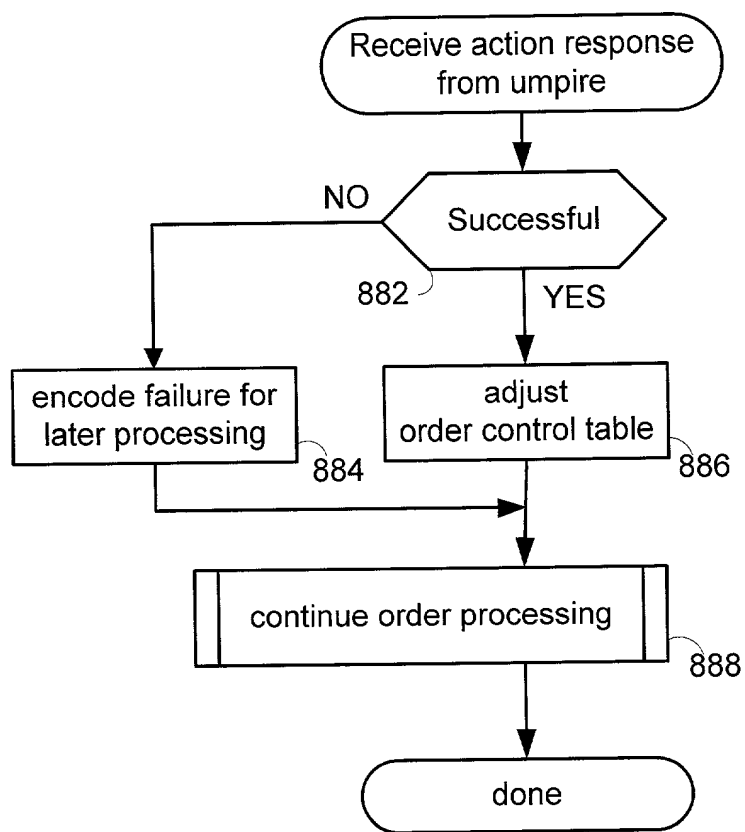 Receive action response
from umpire
NO
Successful
882
YES
encode failure for
later processing
884
adjust
order control table
886
continue order processing
888
done